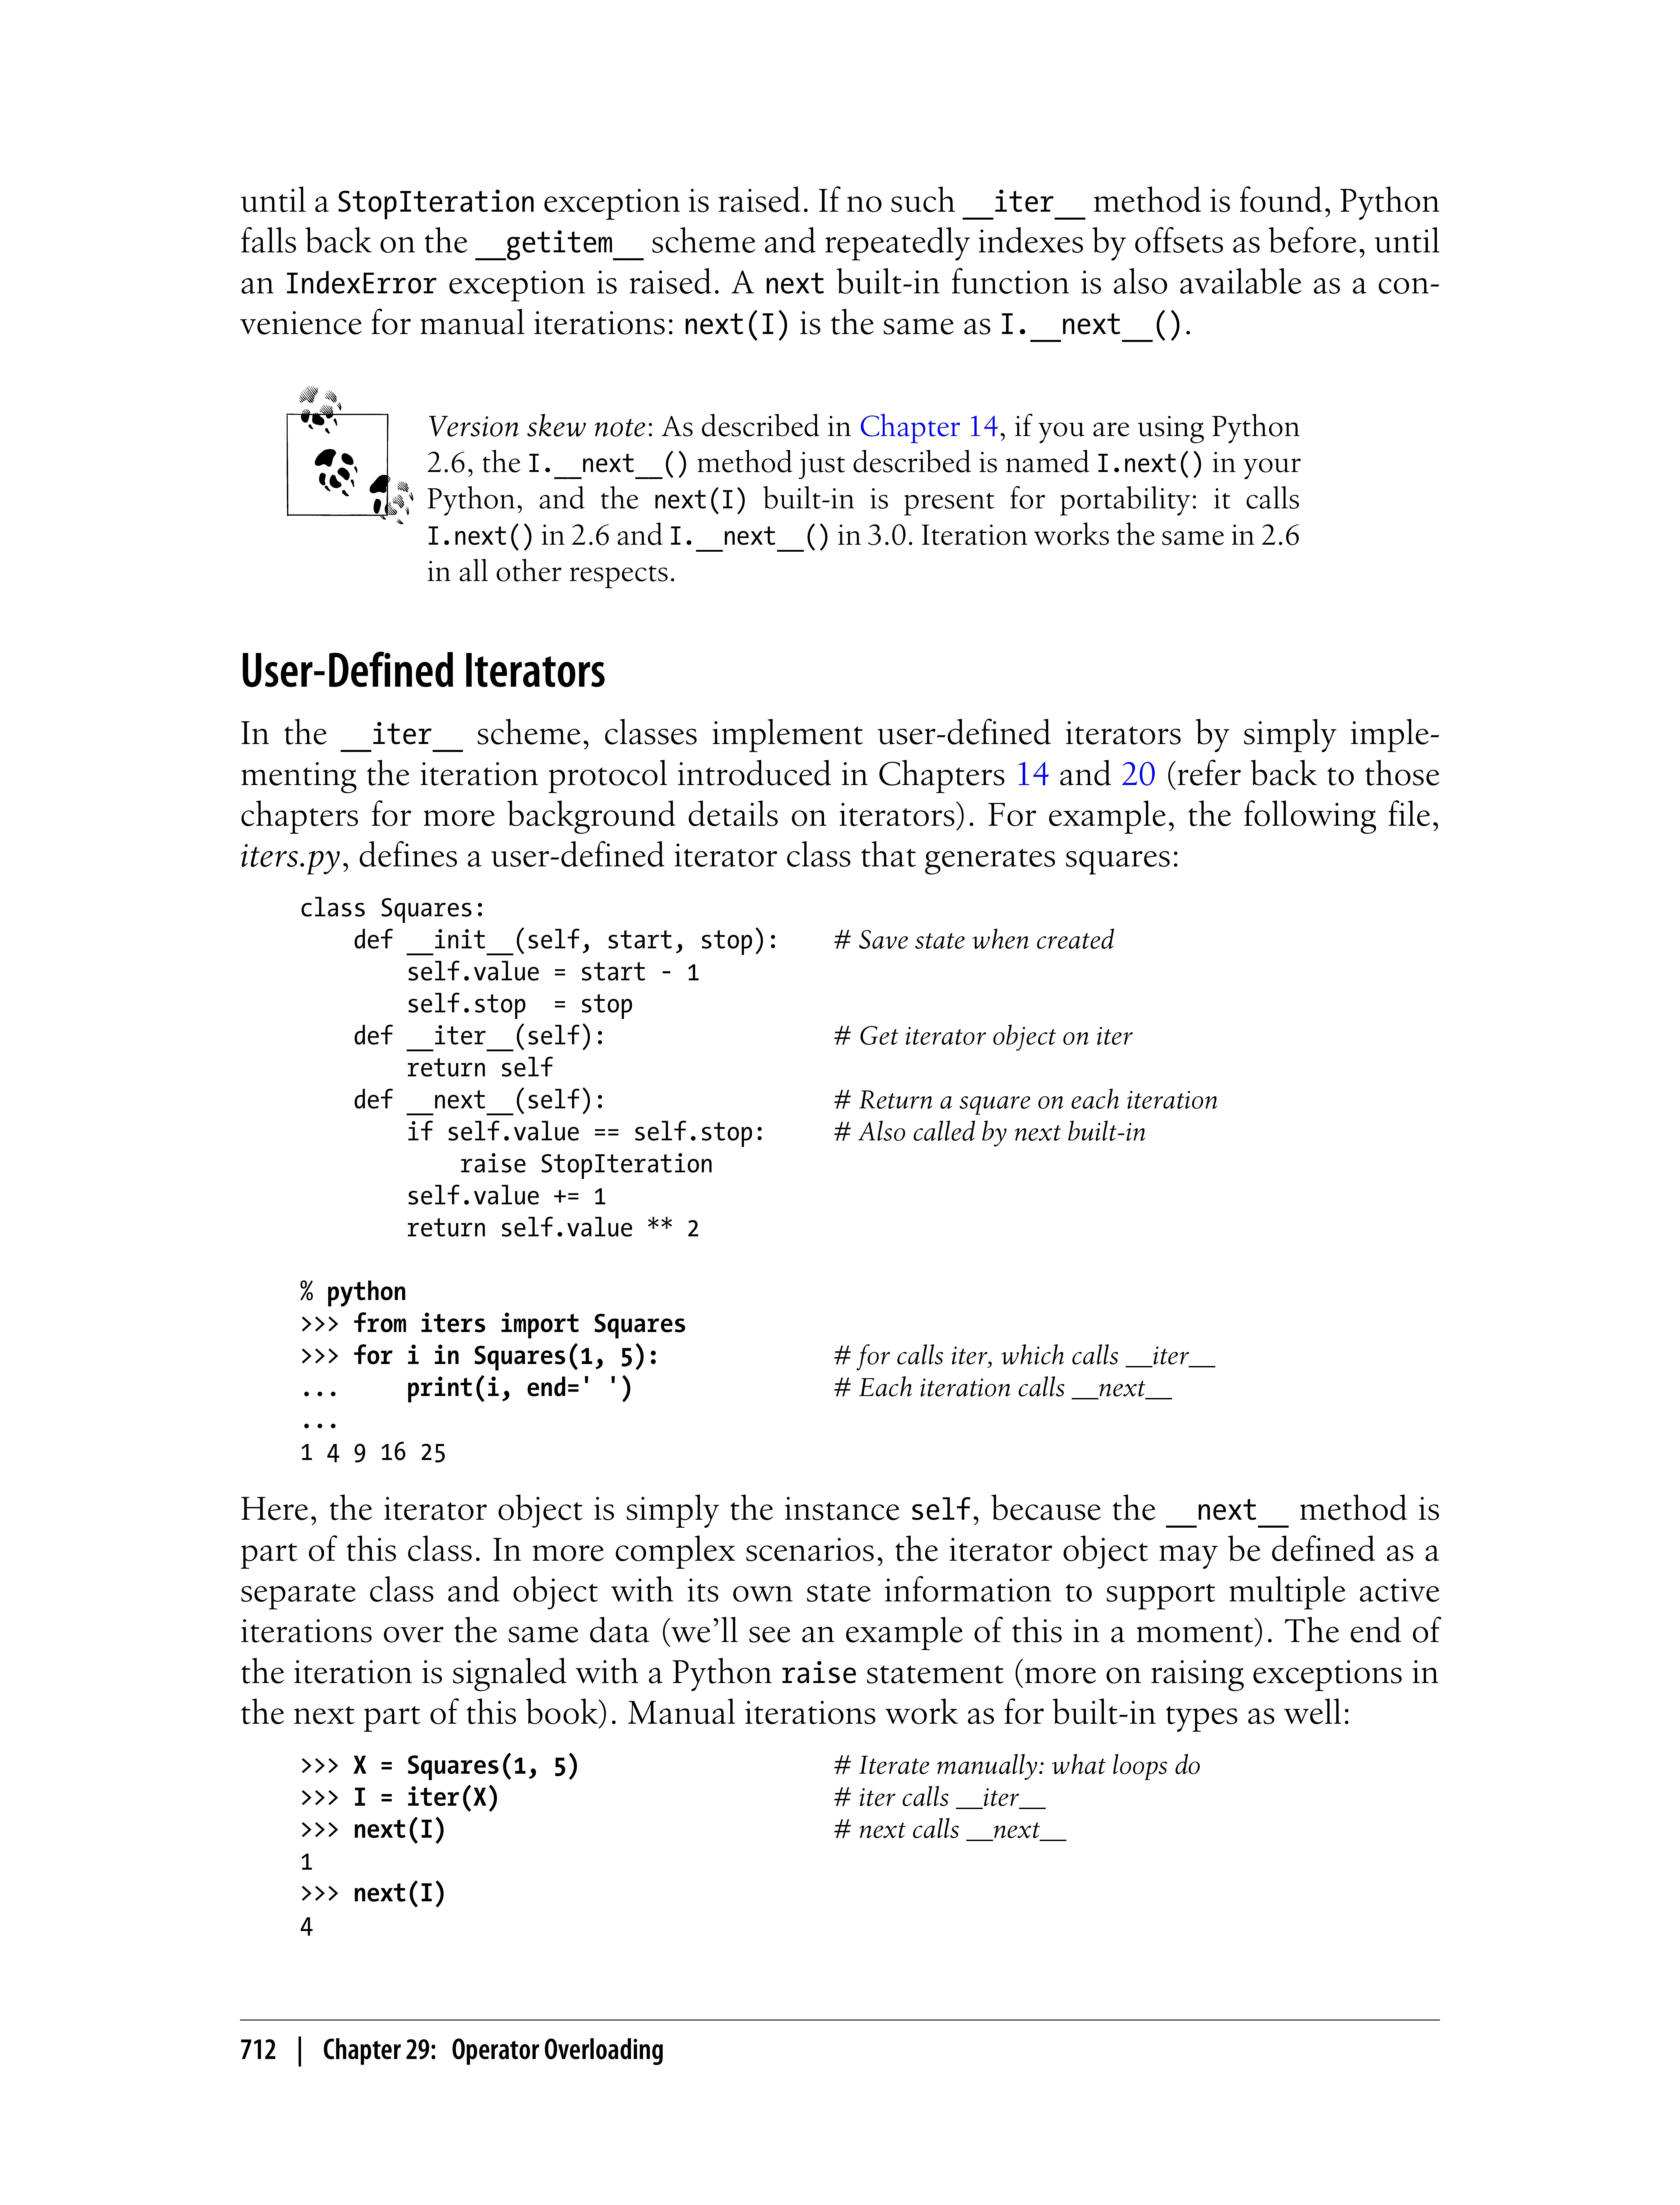 until a StopIteration exception is raised. If no such __iter__ method is found, Python
falls back on the __getitem__ scheme and repeatedly indexes by offsets as before, until
an IndexError exception is raised. A next built-in function is also available as a con-
venience for manual iterations: next(I) is the same as I.__next__().
Version skew note: As described in Chapter 14, if you are using Python
2.6, the I.__next__() method just described is named I.next() in your
Python, and the next(I) built-in is present for portability: it calls
I.next() in 2.6 and I.__next__() in 3.0. Iteration works the same in 2.6
in all other respects.
User-Defined Iterators
In the __iter__ scheme, classes implement user-defined iterators by simply imple-
menting the iteration protocol introduced in Chapters 14 and 20 (refer back to those
chapters for more background details on iterators). For example, the following file,
iters.py, defines a user-defined iterator class that generates squares:
class Squares:
    def __init__(self, start, stop):    # Save state when created
        self.value = start - 1
        self.stop  = stop
    def __iter__(self):                 # Get iterator object on iter
        return self
    def __next__(self):                 # Return a square on each iteration
        if self.value == self.stop:     # Also called by next built-in
            raise StopIteration
        self.value += 1
        return self.value ** 2
% python
>>> from iters import Squares
>>> for i in Squares(1, 5):             # for calls iter, which calls __iter__
...     print(i, end=' ')               # Each iteration calls __next__
...
1 4 9 16 25
Here, the iterator object is simply the instance self, because the __next__ method is
part of this class. In more complex scenarios, the iterator object may be defined as a
separate class and object with its own state information to support multiple active
iterations over the same data (we’ll see an example of this in a moment). The end of
the iteration is signaled with a Python raise statement (more on raising exceptions in
the next part of this book). Manual iterations work as for built-in types as well:
>>> X = Squares(1, 5)                   # Iterate manually: what loops do
>>> I = iter(X)                         # iter calls __iter__
>>> next(I)                             # next calls __next__
1
>>> next(I)
4
712 | Chapter 29: Operator Overloading